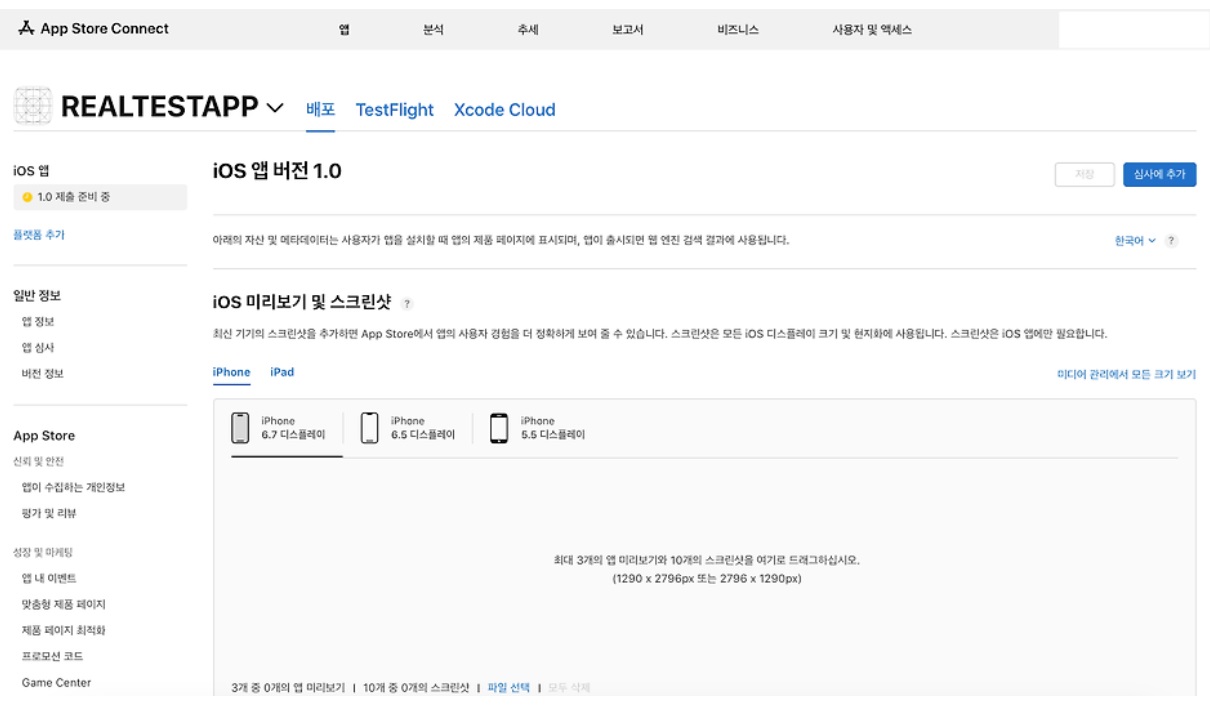 App Store Connect
앱 분석 추세 보고서 비즈니스 사용자 및 액세스
REALTESTAPP 배포 TestFlight Xcode Cloud
iOS 앱
1.0 제출 준비 중
플랫폼 추가
일반 정보
앱 정보
앱 심사
버전 정보
App Store
신뢰 및 안전
앱이 수집하는 개인정보
평가 및 리뷰
성장 및 마케팅
앱 내 이벤트
맞춤형 제품 페이지
제품 페이지 최적화
프로모션 코드
Game Center
iOS 앱 버전 1.0
저장 심사에 추가
아래의 자산 및 메타데이터는 사용자가 앱을 설치할 때 앱의 제품 페이지에 표시되며, 앱이 출시되면 웹 엔진 검색 결과에 사용됩니다.
한국어 ?
iOS 미리보기 및 스크린샷 ?
최신 기기의 스크린샷을 추가하면 App Store에서 앱의 사용자 경험을 더 정확하게 보여 줄 수 있습니다. 스크린샷은 모든 iOS 디스플레이 크기 및 현지화에 사용됩니다. 스크린샷은 iOS 앱에만 필요합니다.
iPhone iPad
미디어 관리에서 모든 크기 보기
iPhone
6.7 디스플레이
iPhone
6.5 디스플레이
iPhone
5.5 디스플레이
최대 3개의 앱 미리보기와 10개의 스크린샷을 여기로 드래그하십시오.
(1290 x 2796px 또는 2796 x 1290px)
3개 중 0개의 앱 미리보기 | 10개 중 0개의 스크린샷 | 파일 선택 | 모두 삭제